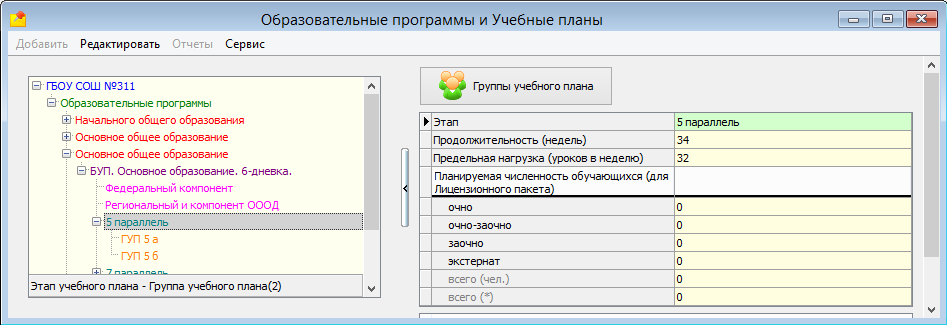 Образовательные программы и Учебные планы
Добавить Редактировать Отчеты Сервис
ГБОУ СОШ №311
Образовательные программы
Начального общего образования
Основное общее образование
Основное общее образование
БУП. Основное образование. 6-дневка.
Федеральный компонент
Региональный и компонент ОООД
5 параллель
ГУП 5 а
ГУП 5 б
7 параллель
Этап учебного плана - Группа учебного плана(2)
Группы учебного плана
Этап 5 параллель
Продолжительность (недель) 34
Предельная нагрузка (уроков в неделю) 32
Планируемая численность обучающихся (для
Лицензионного пакета)
очно 0
очно-заочно 0
заочно 0
экстернат 0
всего (чел.) 0
всего (*) 0